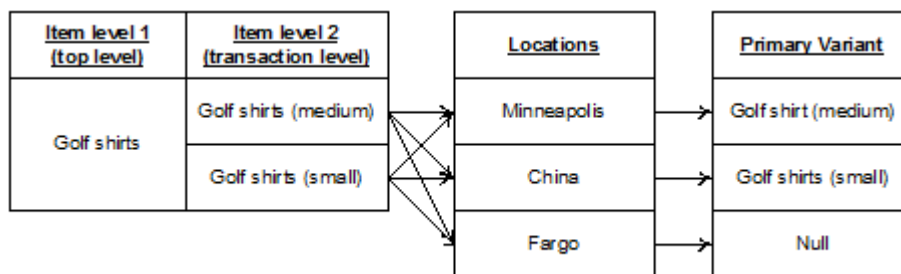 Item level 1
(top level)
Item level 2
(transaction level)
Locations
Primary Variant
Golf shirts
Golf shirts (medium)
Minneapolis
Golf shirt (medium)
Golf shirts (small)
China
Golf shirts (small)
Fargo
Null